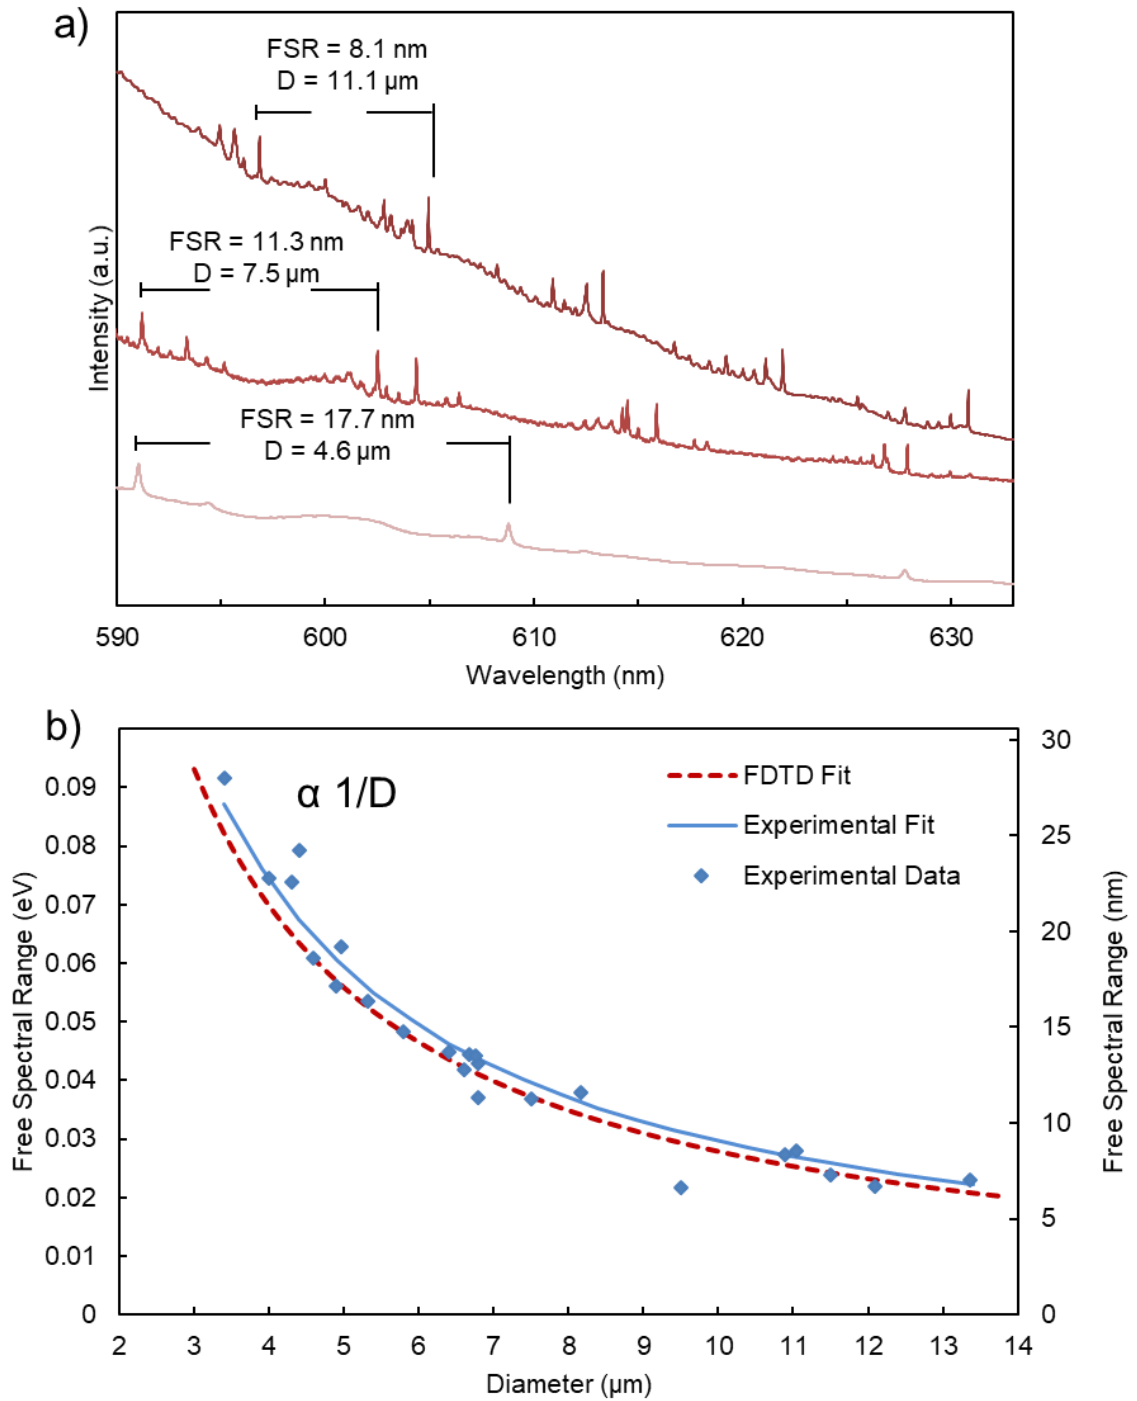 a)
FSR = 8.1 nm
D = 11.1 µm
FSR = 11.3 nm
D = 7.5 µm
FSR = 17.7 nm
D = 4.6 µm
Intensity (a.u.)
590 600 610 620 630
Wavelength (nm)
b)
α 1/D
FDTD Fit
Experimental Fit
Experimental Data
Free Spectral Range (eV)
0.09
0.08
0.07
0.06
0.05
0.04
0.03
0.02
0.01
0
30
25
20
15
10
5
0
Free Spectral Range (nm)
2 3 4 5 6 7 8 9 10 11 12 13 14
Diameter (µm)